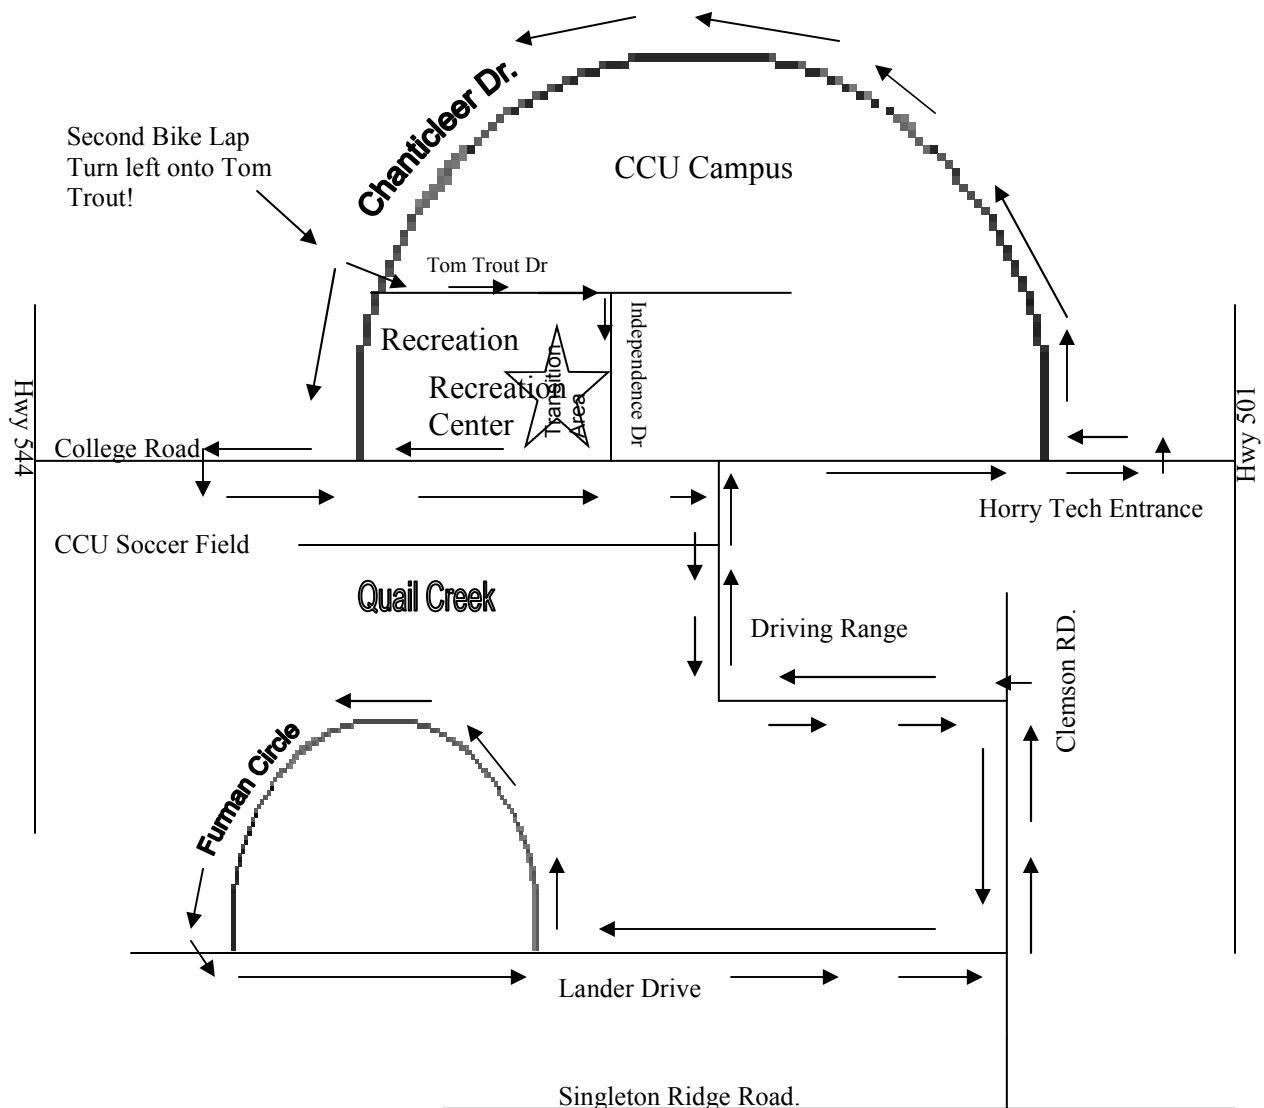 Chanticleer Dr.
Second Bike Lap
Turn left onto Tom
Trout!
CCU Campus
Tom Trout Dr
Recreation
Recreation
Center
Transition
Area
Independence Dr
Hwy 544
Hwy 501
College Road
Horry Tech Entrance
CCU Soccer Field
Quail Creek
Driving Range
Clemson RD.
Furman Circle
Lander Drive
Singleton Ridge Road.